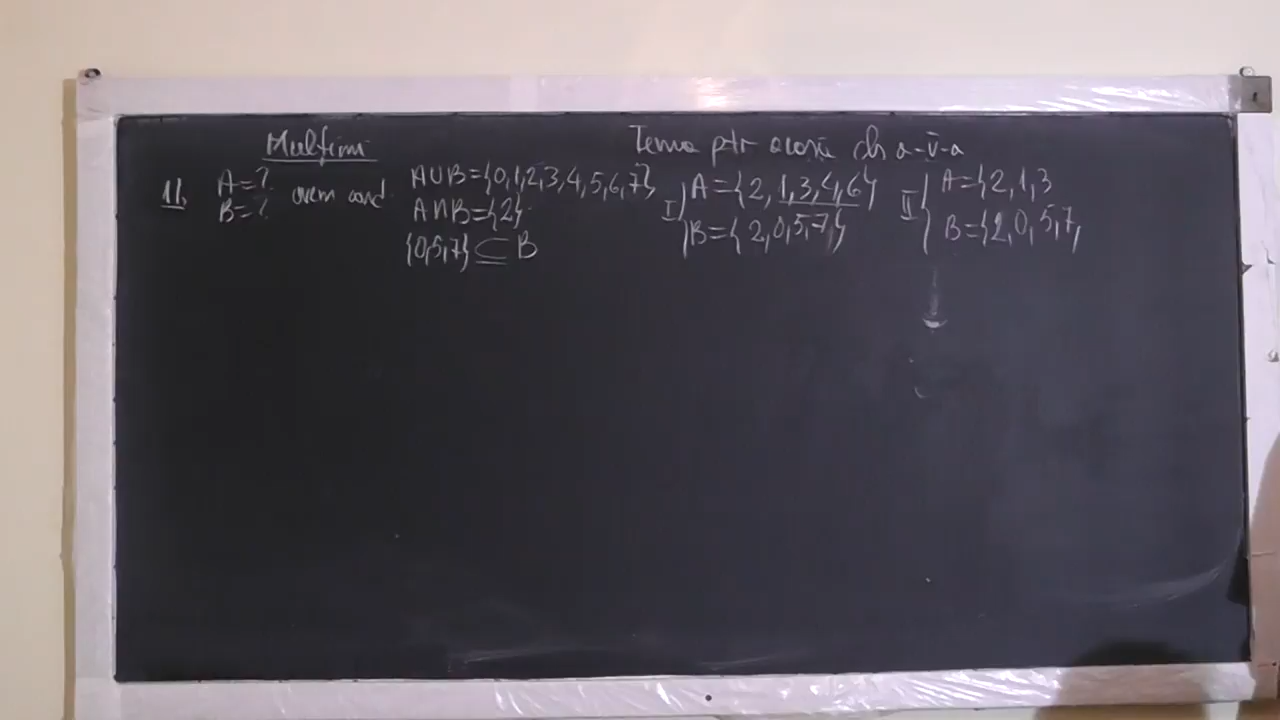 Mulțimi
Tema ptr acasă cls a-V-a
1). A=? B=? avem cond.
A∪B={0,1,2,3,4,5,6,7}
A∩B={2}
{0,5,7} ⊆ B
I) A={2,1,3,4,6}
B={2,0,5,7}
II) A={2,1,3
B={2,0,5,7,